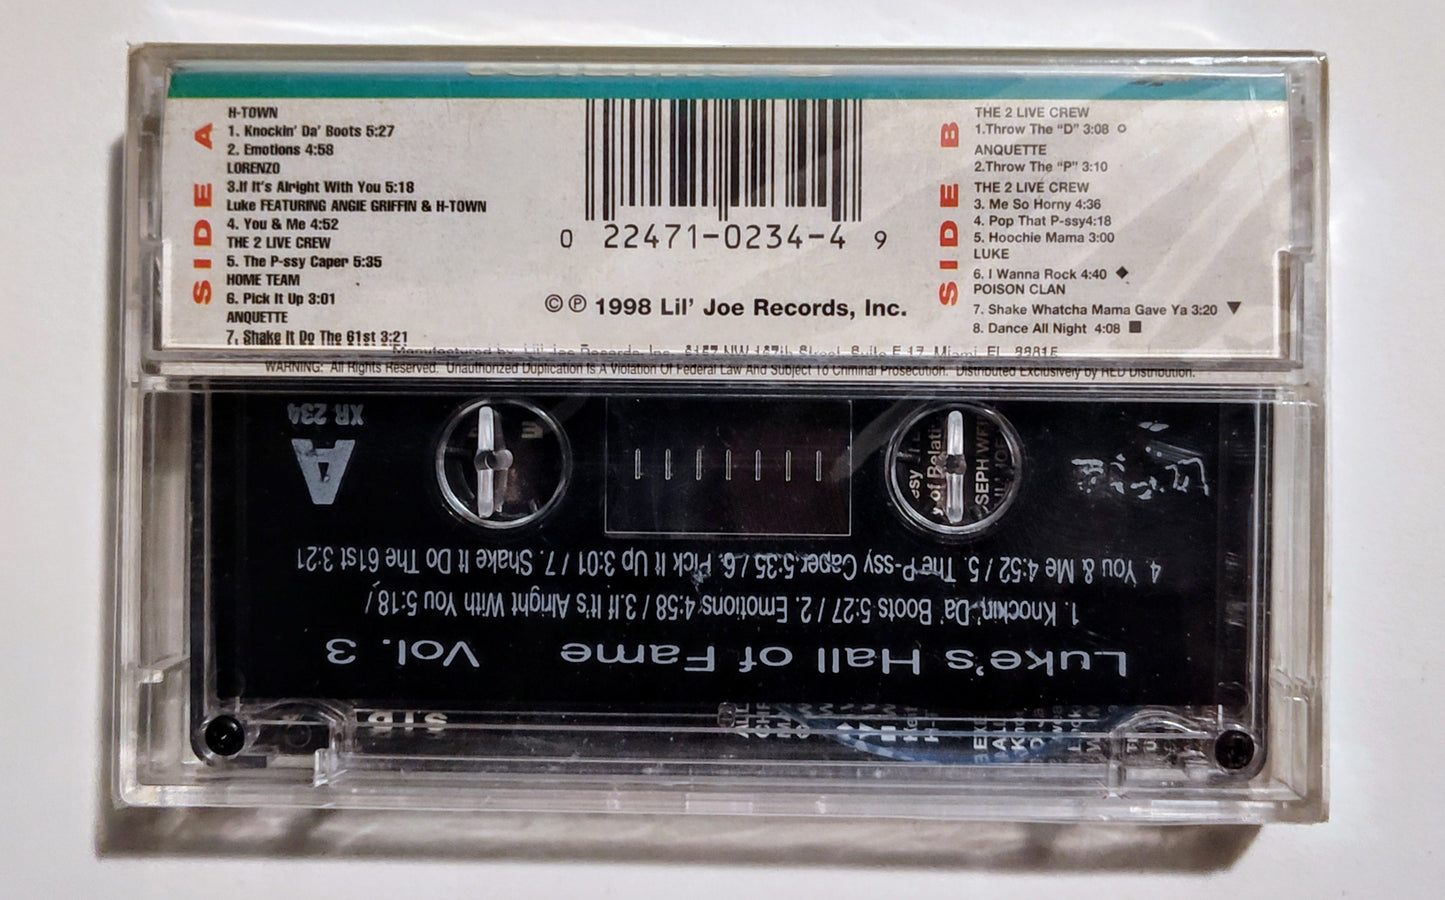 SIDE A
H-TOWN
1. Knockin' Da' Boots 5:27
2. Emotions 4:58
LORENZO
3.If It's Alright With You 5:18
Luke FEATURING ANGIE GRIFFIN & H-TOWN
4. You & Me 4:52
THE 2 LIVE CREW
5. The P-ssy Caper 5:35
HOME TEAM
6. Pick It Up 3:01
ANQUETTE
7. Shake It Do The 61st 3:21
0 22471-0234-4 9
©℗ 1998 Lil' Joe Records, Inc.
SIDE B
THE 2 LIVE CREW
1.Throw The "D" 3:08
ANQUETTE
2.Throw The "P" 3:10
THE 2 LIVE CREW
3. Me So Horny 4:36
4. Pop That P-ssy4:18
5. Hoochie Mama 3:00
LUKE
6. I Wanna Rock 4:40 ◆
POISON CLAN
7. Shake Whatcha Mama Gave Ya 3:20 ▼
8. Dance All Night 4:08 ■
Manufactured by Lil' Joe Records, Inc. Miami, FL
WARNING: All Rights Reserved. Unauthorized Duplication Is A Violation Of Federal Law And Subject To Criminal Prosecution. Distributed Exclusively by RED Distribution.
Luke's Hall of Fame Vol. 3
1. Knockin' Da' Boots 5:27 / 2. Emotions 4:58 / 3.If It's Alright With You 5:18 /
4. You & Me 4:52 / 5. The P-ssy Caper 5:35 / 6. Pick It Up 3:01 / 7. Shake It Do The 61st 3:21
A
XR 234